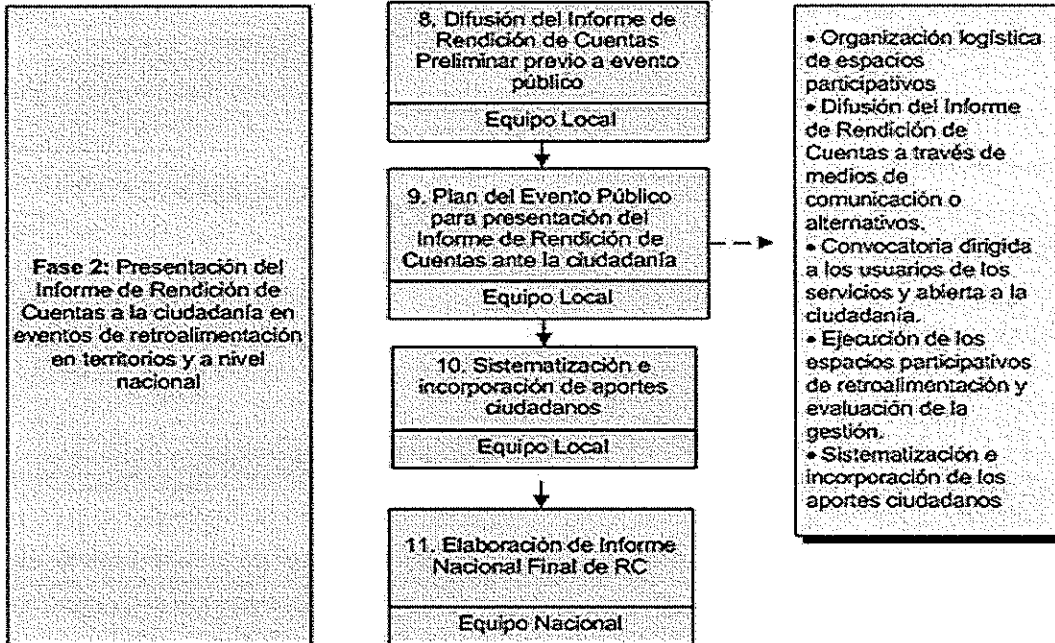 Fase 2: Presentación del
Informe de Rendición de
Cuentas a la ciudadanía en
eventos de retroalimentación
en territorios y a nivel
nacional
8. Difusión del Informe de
Rendición de Cuentas
Preliminar previo a evento
público
Equipo Local
9. Plan del Evento Público
para presentación del
Informe de Rendición de
Cuentas ante la ciudadanía
Equipo Local
10. Sistematización e
incorporación de aportes
ciudadanos
Equipo Local
11. Elaboración de Informe
Nacional Final de RC
Equipo Nacional
• Organización logística
de espacios
participativos
• Difusión del Informe
de Rendición de
Cuentas a través de
medios de
comunicación o
alternativos.
• Convocatoria dirigida
a los usuarios de los
servicios y abierta a la
ciudadanía.
• Ejecución de los
espacios participativos
de retroalimentación y
evaluación de la
gestión.
• Sistematización e
incorporación de los
aportes ciudadanos